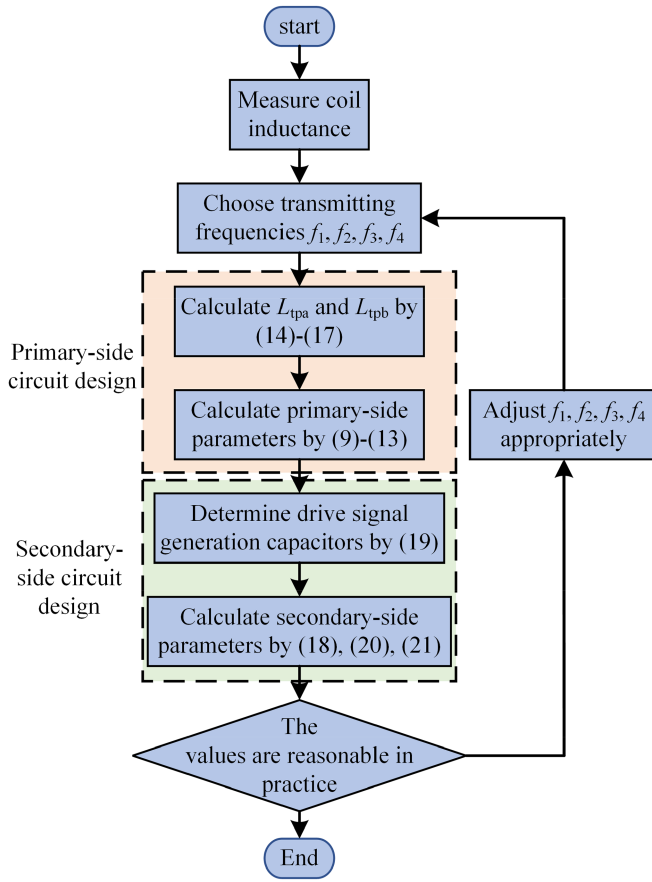 start
Measure coil
inductance
Choose transmitting
frequencies f₁, f₂, f₃, f₄
Primary-side
circuit design
Calculate Lₜₚₐ and Lₜₚb by
(14)-(17)
Calculate primary-side
parameters by (9)-(13)
Adjust f₁, f₂, f₃, f₄
appropriately
Secondary-
side circuit
design
Determine drive signal
generation capacitors by (19)
Calculate secondary-side
parameters by (18), (20), (21)
The
values are reasonable in
practice
End